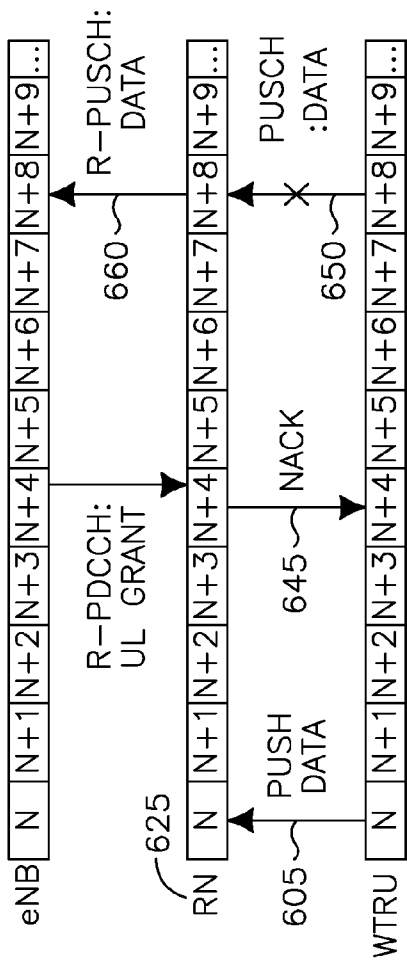 eNB
N N+1 N+2 N+3 N+4 N+5 N+6 N+7 N+8 N+9 ...
R-PDCCH:
UL GRANT
660
R-PUSCH:
DATA
625
RN
N N+1 N+2 N+3 N+4 N+5 N+6 N+7 N+8 N+9 ...
605
PUSH
DATA
645
NACK
650
PUSCH
:DATA
WTRU
N N+1 N+2 N+3 N+4 N+5 N+6 N+7 N+8 N+9 ...